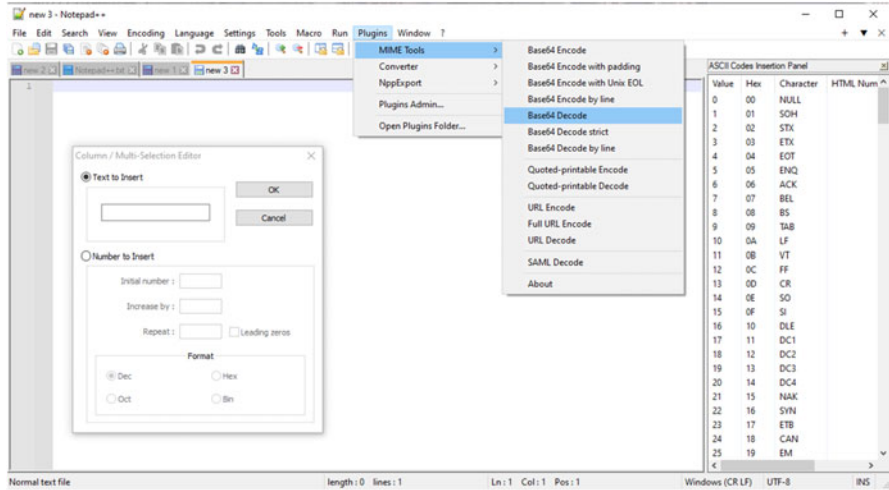 new 3 - Notepad++
File Edit Search View Encoding Language Settings Tools Macro Run Plugins Window ?
new 2 Notepad++.txt new 1 new 3
1
MIME Tools
Converter
NppExport
Plugins Admin...
Open Plugins Folder...
Base64 Encode
Base64 Encode with padding
Base64 Encode with Unix EOL
Base64 Encode by line
Base64 Decode
Base64 Decode strict
Base64 Decode by line
Quoted-printable Encode
Quoted-printable Decode
URL Encode
Full URL Encode
URL Decode
SAML Decode
About
Column / Multi-Selection Editor
Text to Insert
OK
Cancel
Number to Insert
Initial number :
Increase by :
Repeat :
Leading zeros
Format
Dec Hex
Oct Bin
ASCII Codes Insertion Panel
Value Hex Character HTML Num
0 00 NULL
1 01 SOH
2 02 STX
3 03 ETX
4 04 EOT
5 05 ENQ
6 06 ACK
7 07 BEL
8 08 BS
9 09 TAB
10 0A LF
11 0B VT
12 0C FF
13 0D CR
14 0E SO
15 0F SI
16 10 DLE
17 11 DC1
18 12 DC2
19 13 DC3
20 14 DC4
21 15 NAK
22 16 SYN
23 17 ETB
24 18 CAN
25 19 EM
Normal text file length : 0 lines : 1 Ln : 1 Col : 1 Pos : 1 Windows (CR LF) UTF-8 INS